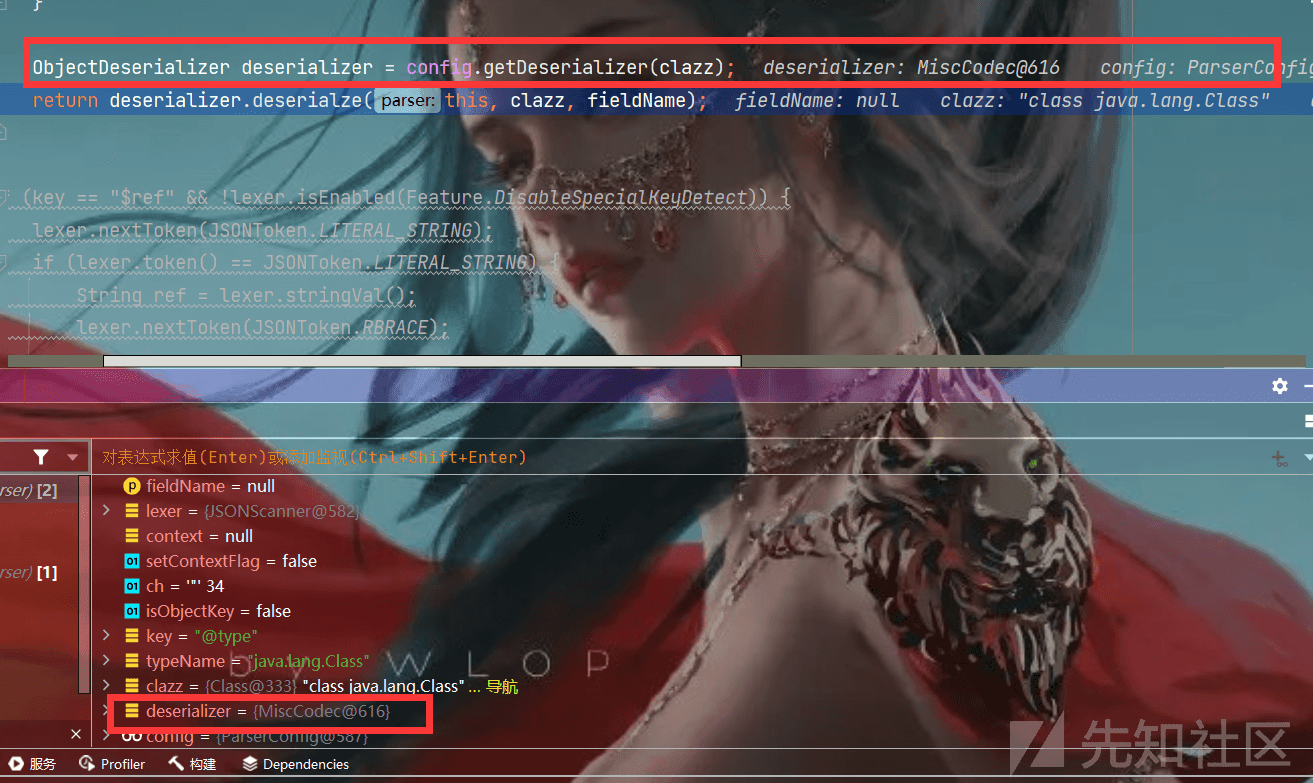 }
ObjectDeserializer deserializer = config.getDeserializer(clazz);   deserializer: MiscCodec@616   config: ParserConfig
return deserializer.deserialze( parser: this, clazz, fieldName);   fieldName: null   clazz: "class java.lang.Class"
(key == "$ref" && !lexer.isEnabled(Feature.DisableSpecialKeyDetect)) {
lexer.nextToken(JSONToken.LITERAL_STRING);
if (lexer.token() == JSONToken.LITERAL_STRING) {
String ref = lexer.stringVal();
lexer.nextToken(JSONToken.RBRACE);
对表达式求值(Enter)或添加监视(Ctrl+Shift+Enter)
rser) [2]
fieldName = null
lexer = {JSONScanner@582}
context = null
setContextFlag = false
rser) [1]
ch = '"' 34
isObjectKey = false
key = "@type"
typeName = "java.lang.Class"
by WLOP
clazz = {Class@333} "class java.lang.Class" ... 导航
deserializer = {MiscCodec@616}
config = {ParserConfig@587}
先知社区
服务 Profiler 构建 Dependencies